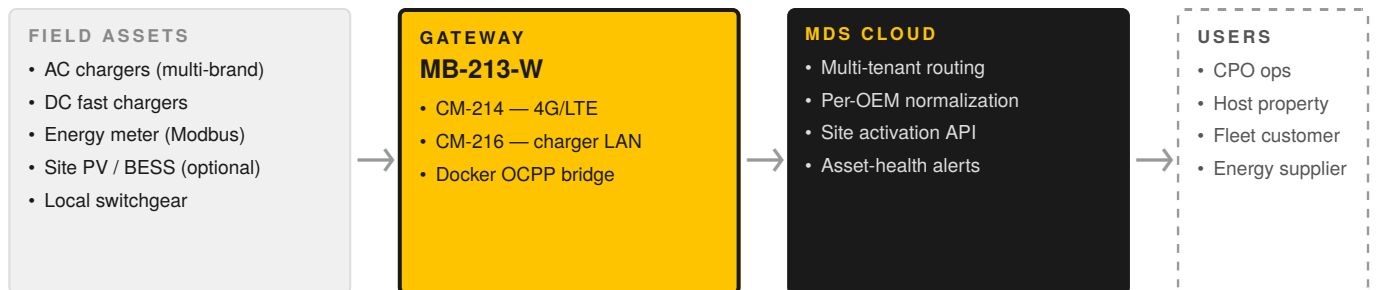 FIELD ASSETS
• AC chargers (multi-brand)
• DC fast chargers
• Energy meter (Modbus)
• Site PV / BESS (optional)
• Local switchgear
GATEWAY
MB-213-W
• CM-214 — 4G/LTE
• CM-216 — charger LAN
• Docker OCPP bridge
MDS CLOUD
• Multi-tenant routing
• Per-OEM normalization
• Site activation API
• Asset-health alerts
USERS
• CPO ops
• Host property
• Fleet customer
• Energy supplier